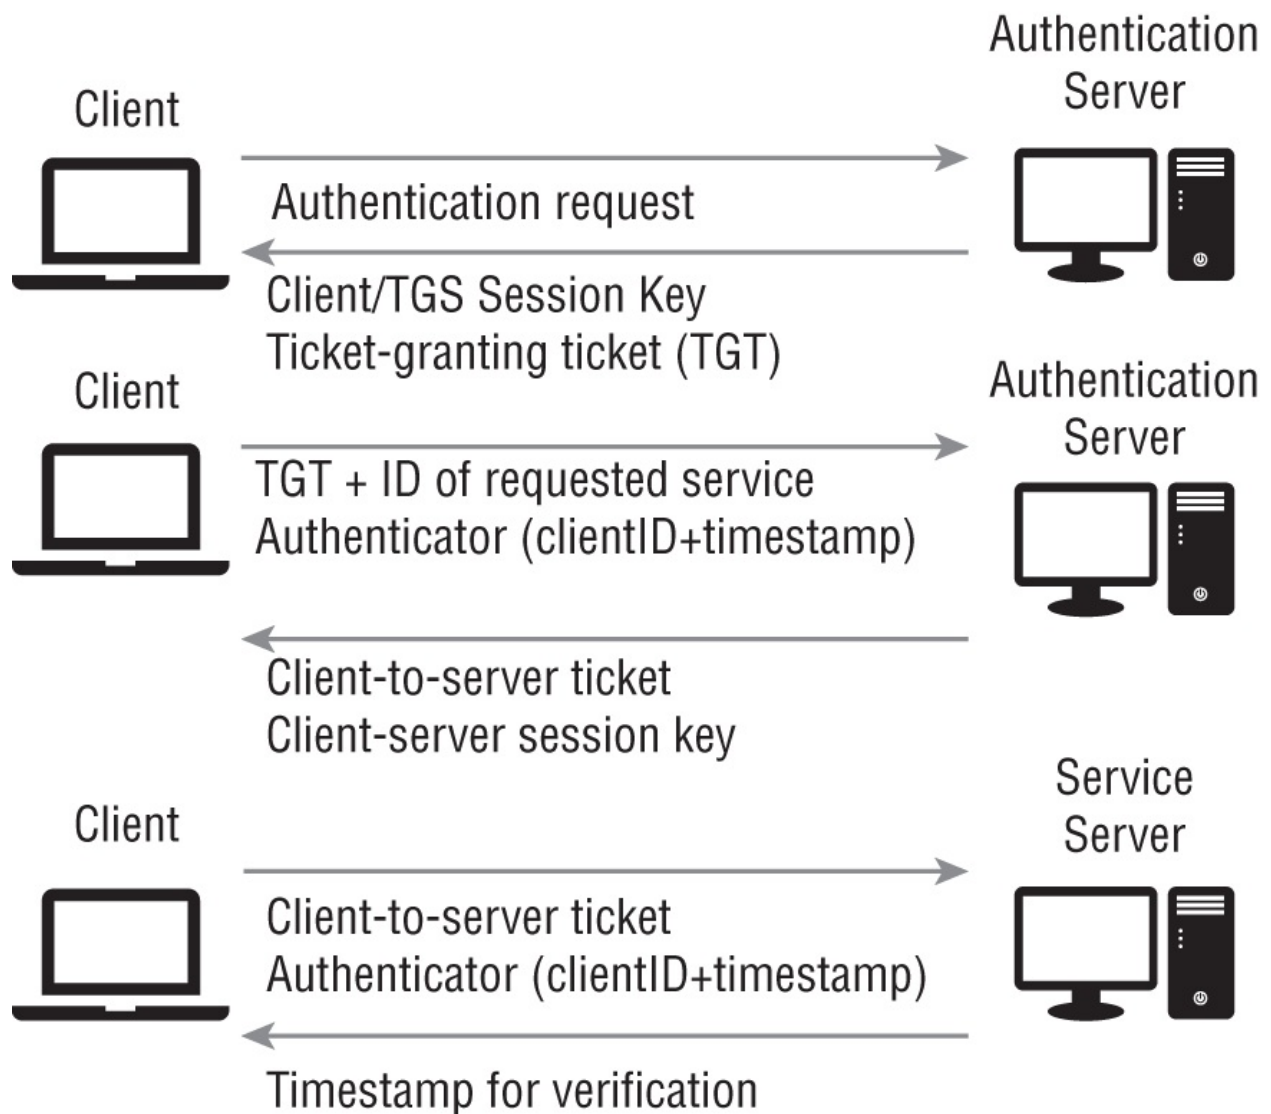 Client
Authentication
Server
Authentication request
Client/TGS Session Key
Ticket-granting ticket (TGT)
Client
Authentication
Server
TGT + ID of requested service
Authenticator (clientID+timestamp)
Client-to-server ticket
Client-server session key
Client
Service
Server
Client-to-server ticket
Authenticator (clientID+timestamp)
Timestamp for verification